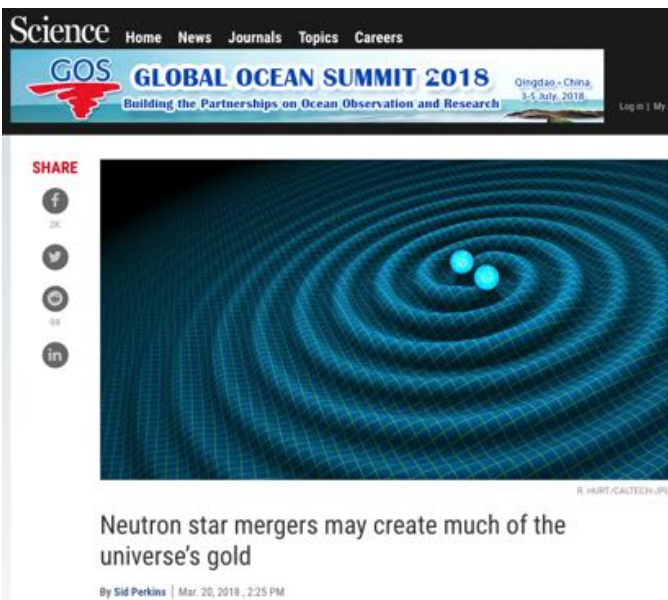 Science Home News Journals Topics Careers
GOS
GLOBAL OCEAN SUMMIT 2018
Building the Partnerships on Ocean Observation and Research
Qingdao - China
3-5 July, 2018
Log in | My
SHARE
2K
98
R. HURT/CALTECH-JPL
Neutron star mergers may create much of the
universe’s gold
By Sid Perkins | Mar. 20, 2018 , 2:25 PM